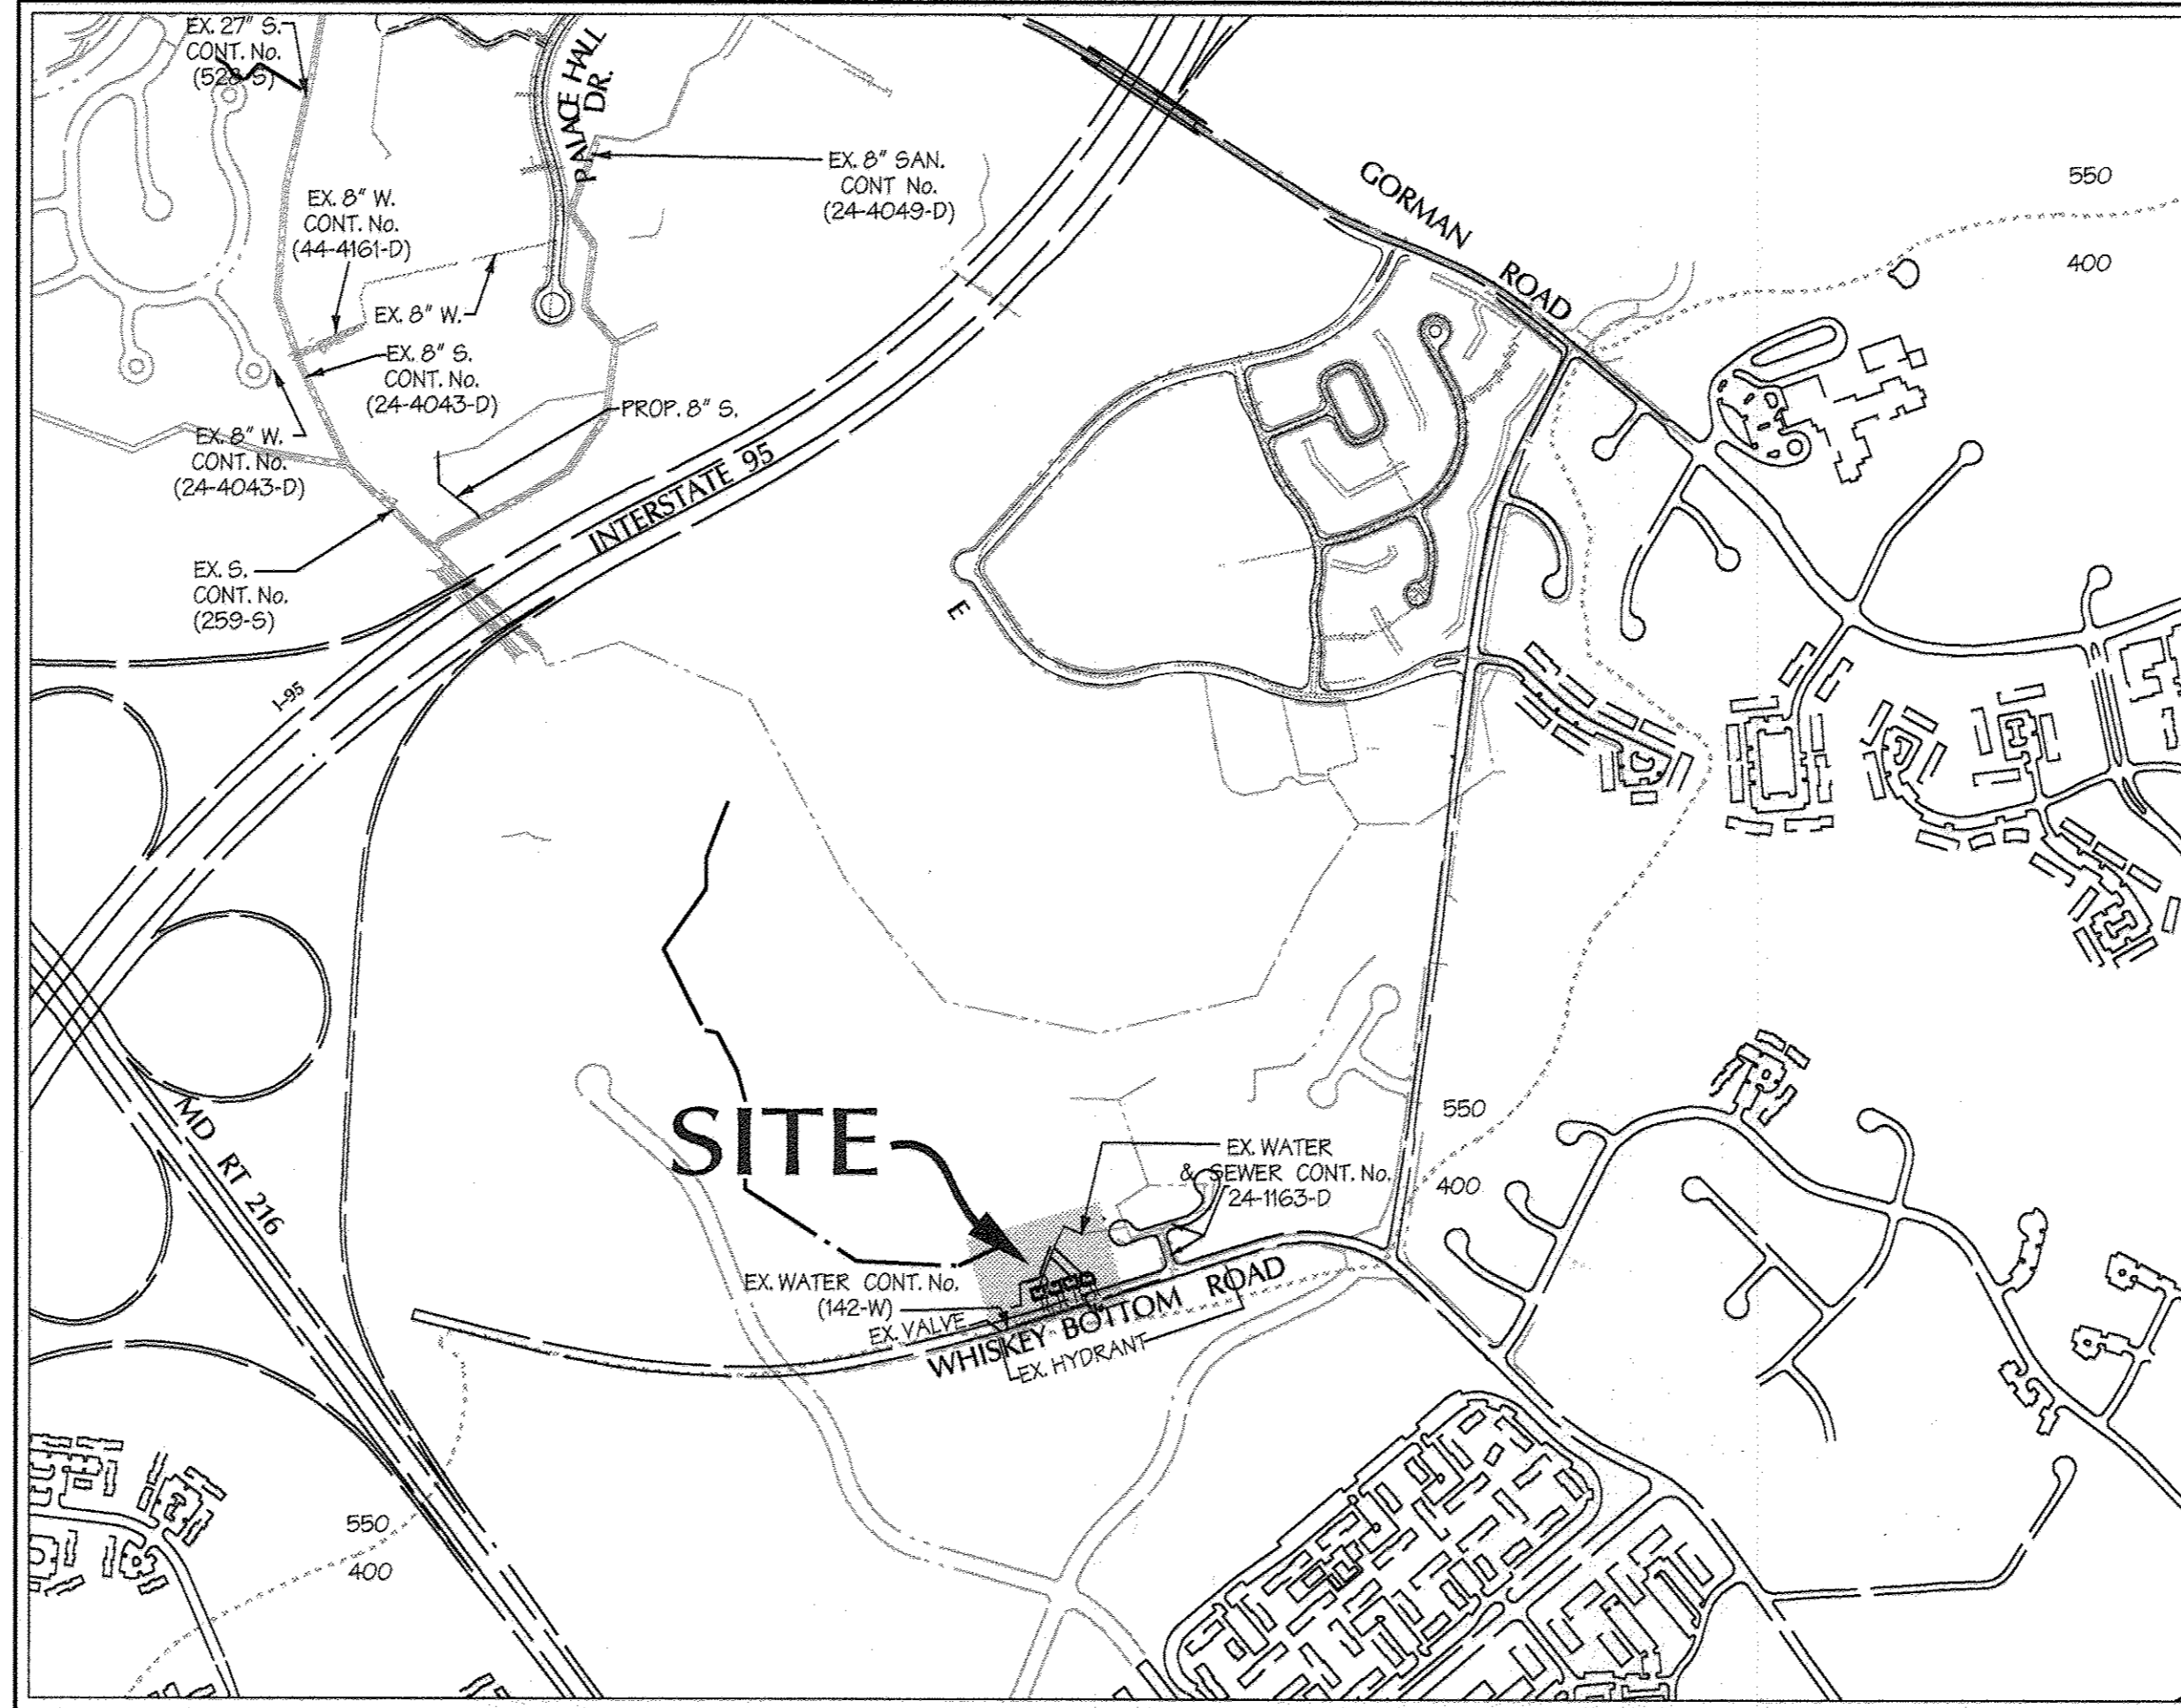 EX. 27" S.
CONT. No.
(528-S)
PALACE HALL
DR.
EX. 8" SAN.
CONT No.
(24-4049-D)
EX. 8" W.
CONT. No.
(44-4161-D)
EX. 8" W.
EX. 8" S.
CONT. No.
(24-4043-D)
PROP. 8" S.
EX. 8" W.
CONT. No.
(24-4043-D)
EX. S.
CONT. No.
(259-S)
INTERSTATE 95
I-95
GORMAN
ROAD
550
400
E
MD RT 216
SITE
EX. WATER
& SEWER CONT. No.
24-1163-D
550
400
EX. WATER CONT. No.
(142-W)
EX. VALVE
WHISKEY BOTTOM ROAD
EX. HYDRANT
550
400